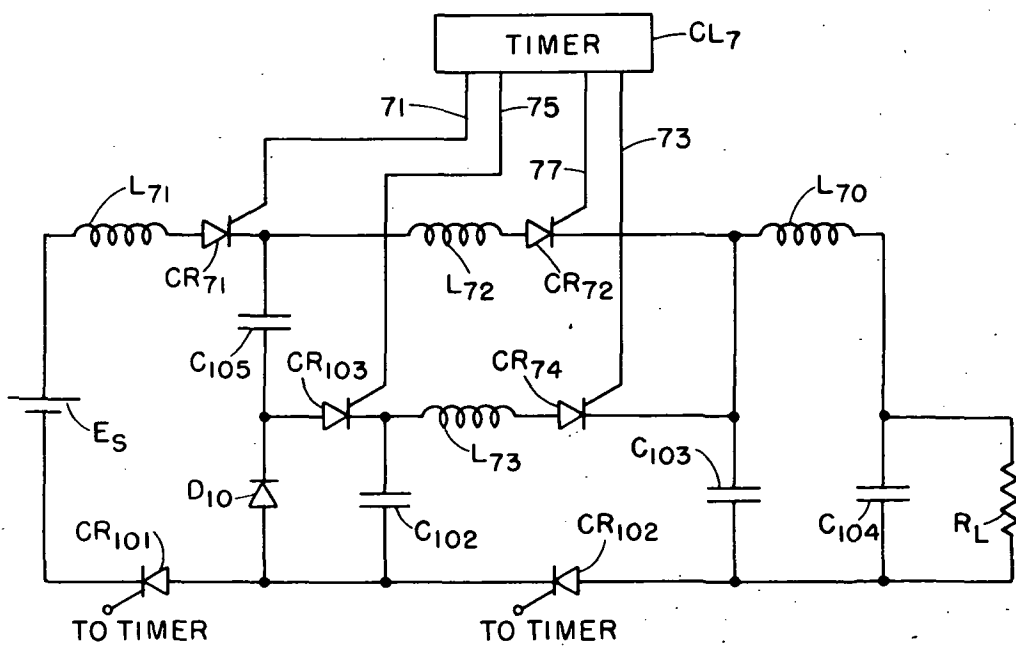 TIMER
CL7
71
75
77
73
L71
L70
CR71
L72
CR72
C105
CR103
CR74
ES
L73
C103
D10
C102
CR102
C104
RL
CR101
TO TIMER
TO TIMER